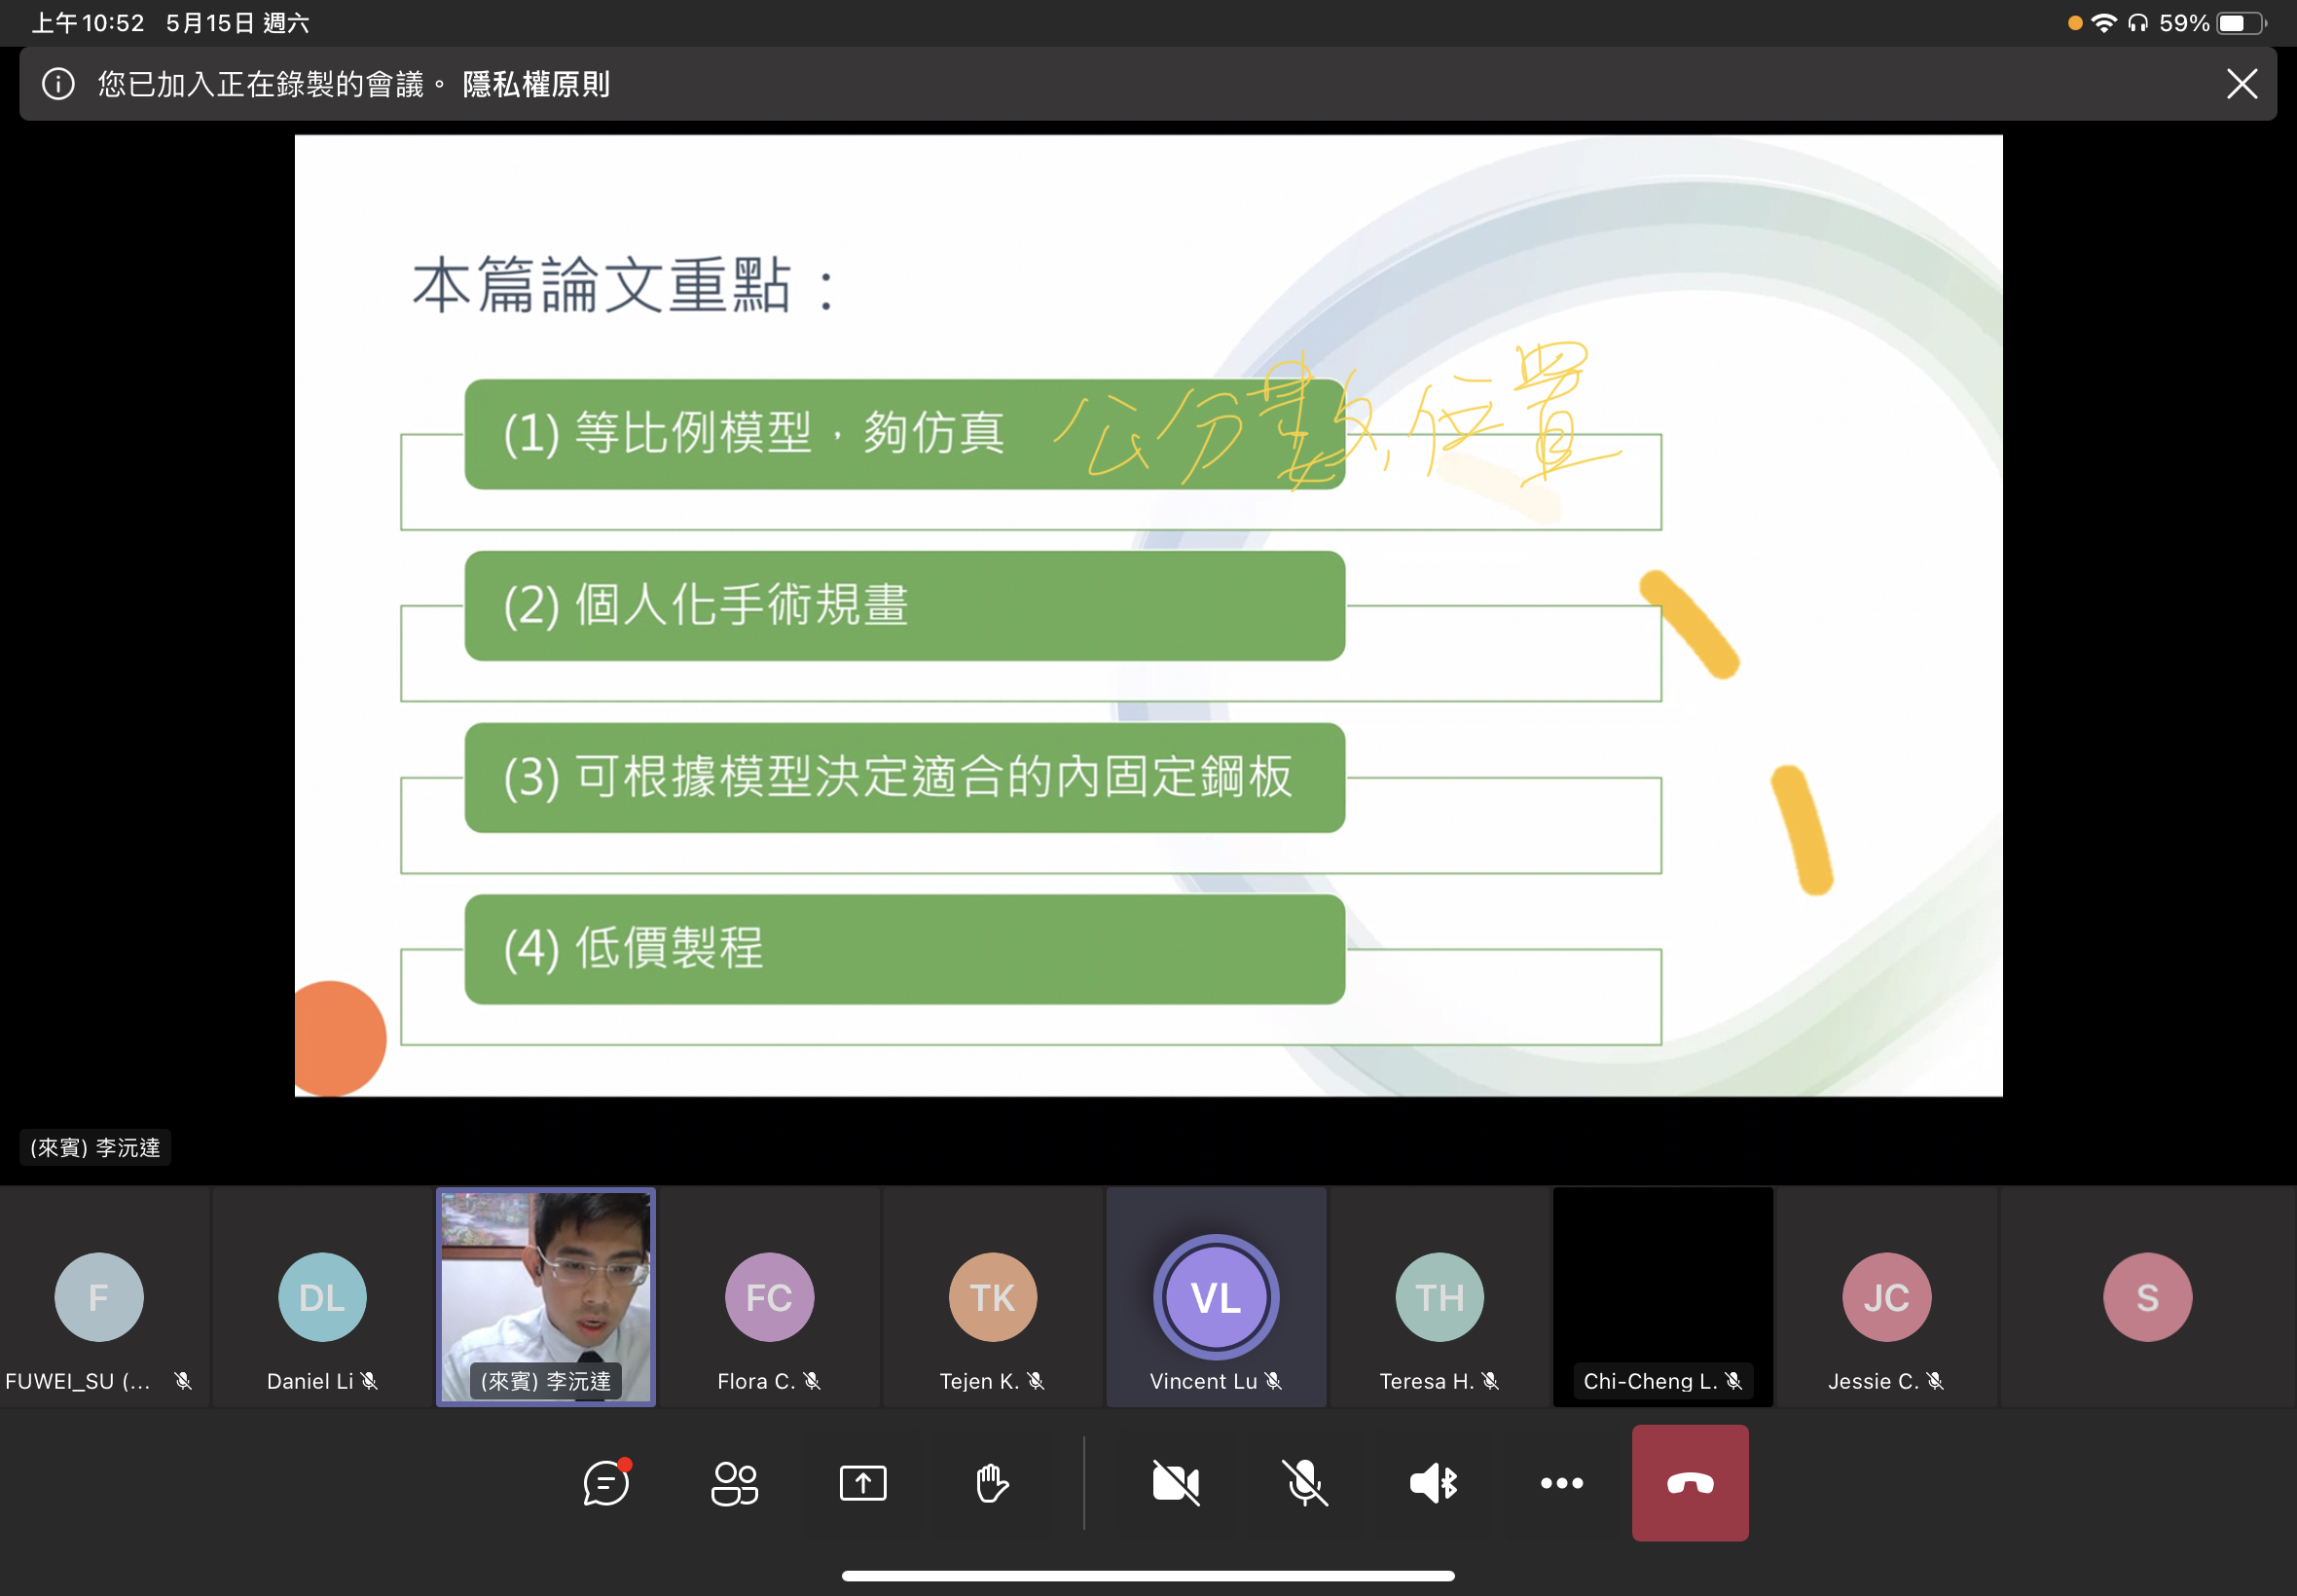 上午10:52 5月15日 週六
59%
您已加入正在錄製的會議。 隱私權原則
本篇論文重點：
(1) 等比例模型，夠仿真
公分數,位置
(2) 個人化手術規畫
(3) 可根據模型決定適合的內固定鋼板
(4) 低價製程
(來賓) 李沅達
F DL FC TK VL TH JC S
FUWEI_SU (... Daniel Li (來賓) 李沅達 Flora C. Tejen K. Vincent Lu Teresa H. Chi-Cheng L. Jessie C.